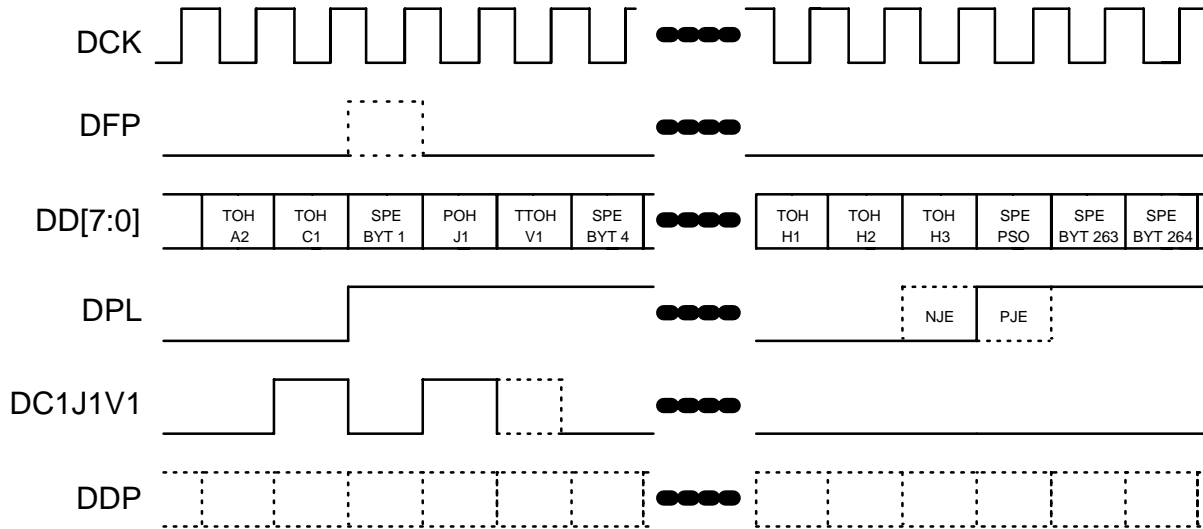 DCK
DFP
DD[7:0]
TOH A2
TOH C1
SPE BYT 1
POH J1
TTOH V1
SPE BYT 4
TOH H1
TOH H2
TOH H3
SPE PSO
SPE BYT 263
SPE BYT 264
DPL
NJE
PJE
DC1J1V1
DDP